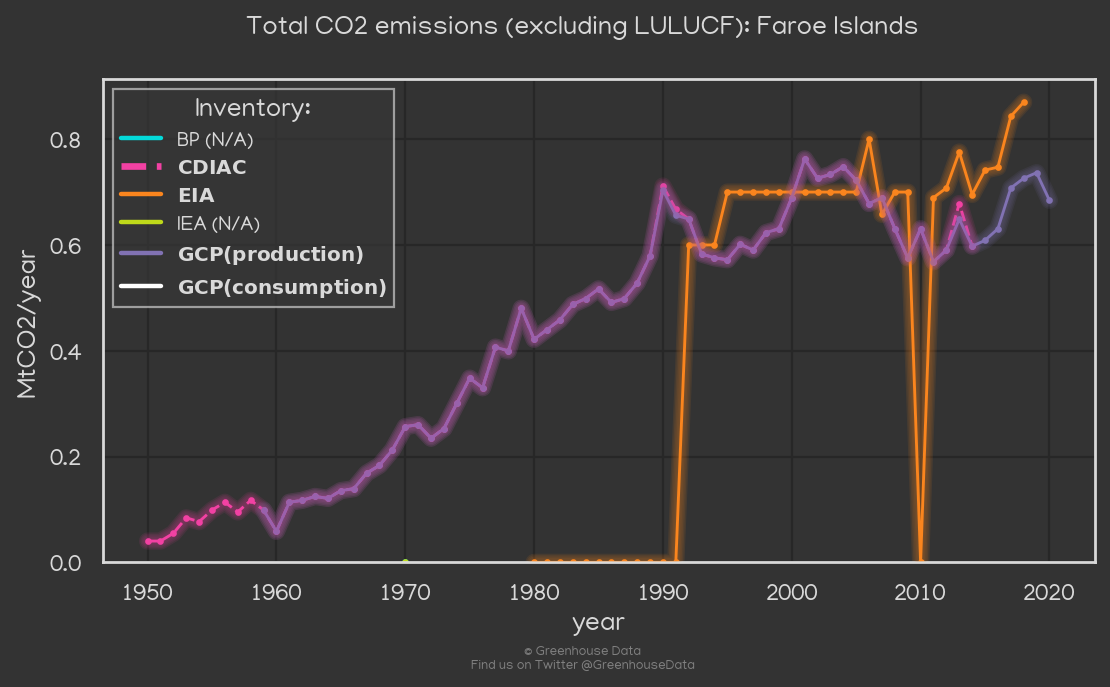 Total CO2 emissions (excluding LULUCF): Faroe Islands
Inventory:
BP (N/A)
CDIAC
EIA
IEA (N/A)
GCP(production)
GCP(consumption)
MtCO2/year
0.8
0.6
0.4
0.2
0.0
1950 1960 1970 1980 1990 2000 2010 2020
year
© Greenhouse Data
Find us on Twitter @GreenhouseData